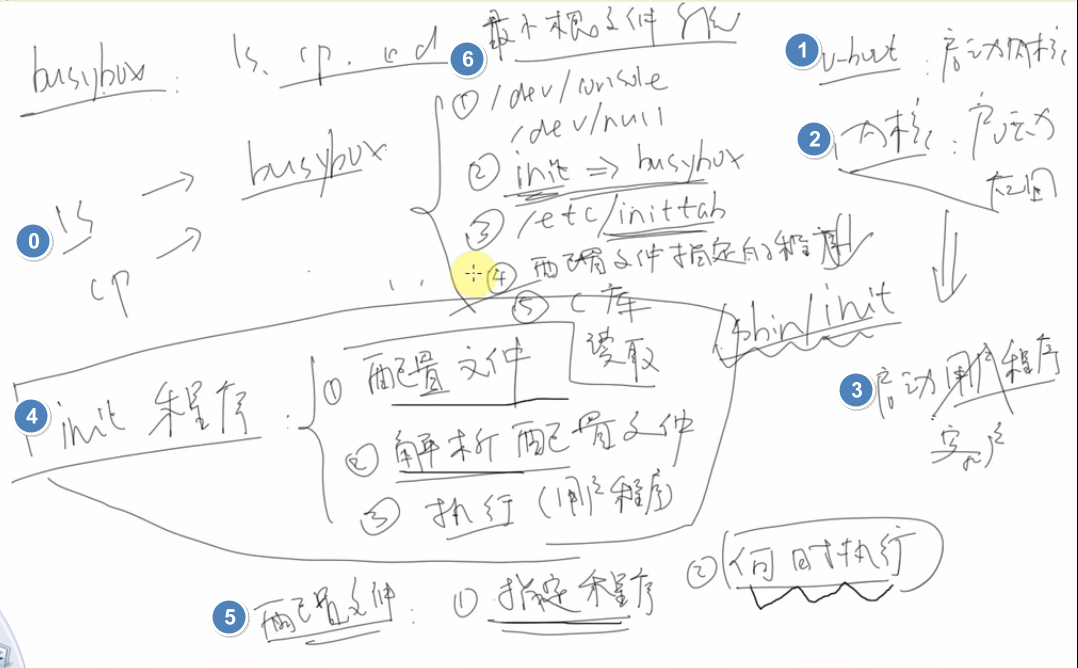 busybox: ls. cp. cd
⓪ ls → busybox
cp →
. . .
⑥ 最小根文件系统
① /dev/console
/dev/null
② init => busybox
③ /etc/inittab
④ 配置文件指定的程序
⑤ C库
① u-boot : 启动内核
② 内核 : 启动
应用
/sbin/init
③ 启动用户程序
客户
④ init 程序 :
① 配置文件 读取
② 解析配置文件
③ 执行 (用户程序)
⑤ 配置文件 : ① 指定程序 ② 何时执行